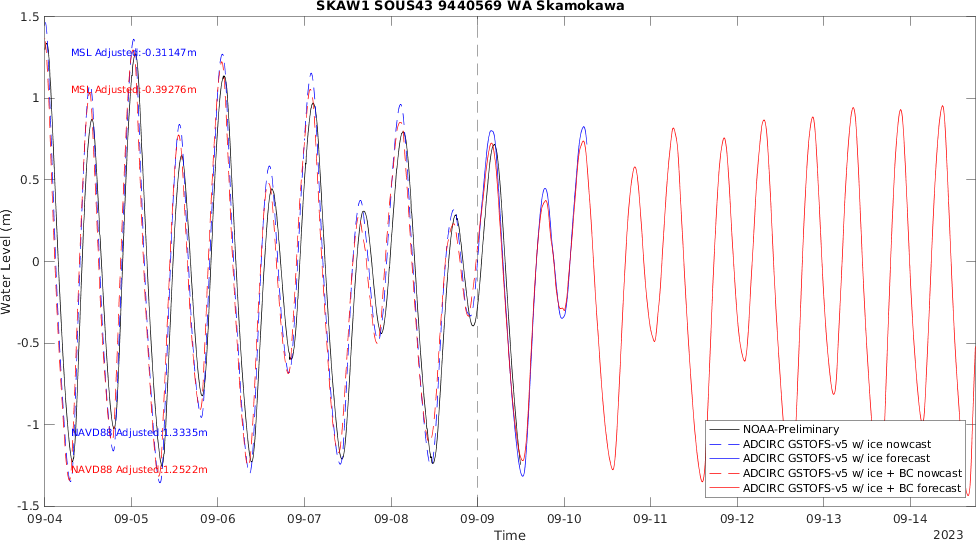 SKAW1 SOUS43 9440569 WA Skamokawa
1.5
1
0.5
0
-0.5
-1
-1.5
Water Level (m)
MSL Adjusted:-0.31147m
MSL Adjusted:-0.39276m
NAVD88 Adjusted:1.3335m
NAVD88 Adjusted:1.2522m
NOAA-Preliminary
ADCIRC GSTOFS-v5 w/ ice nowcast
ADCIRC GSTOFS-v5 w/ ice forecast
ADCIRC GSTOFS-v5 w/ ice + BC nowcast
ADCIRC GSTOFS-v5 w/ ice + BC forecast
09-04 09-05 09-06 09-07 09-08 09-09 09-10 09-11 09-12 09-13 09-14
Time
2023